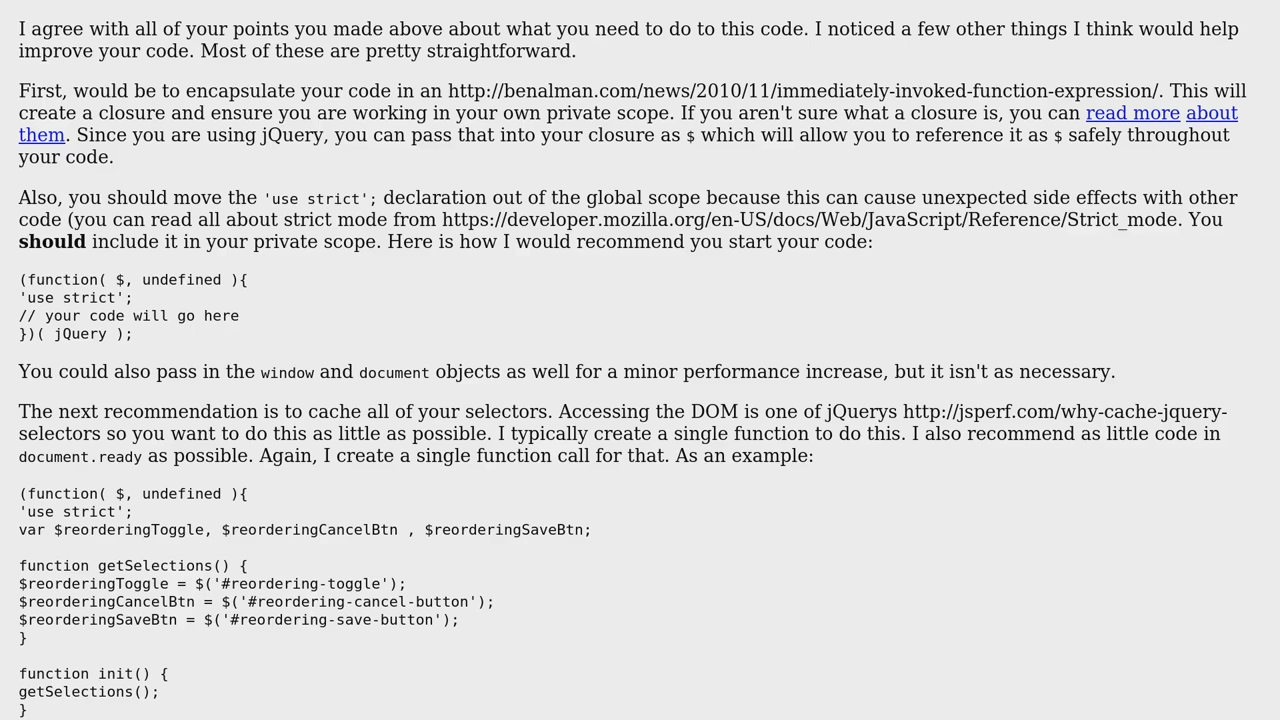 I agree with all of your points you made above about what you need to do to this code. I noticed a few other things I think would help
improve your code. Most of these are pretty straightforward.
First, would be to encapsulate your code in an http://benalman.com/news/2010/11/immediately-invoked-function-expression/. This will
create a closure and ensure you are working in your own private scope. If you aren't sure what a closure is, you can read more about
them. Since you are using jQuery, you can pass that into your closure as $ which will allow you to reference it as $ safely throughout
your code.
Also, you should move the 'use strict'; declaration out of the global scope because this can cause unexpected side effects with other
code (you can read all about strict mode from https://developer.mozilla.org/en-US/docs/Web/JavaScript/Reference/Strict_mode. You
should include it in your private scope. Here is how I would recommend you start your code:
(function( $, undefined ){
'use strict';
// your code will go here
})( jQuery );
You could also pass in the window and document objects as well for a minor performance increase, but it isn't as necessary.
The next recommendation is to cache all of your selectors. Accessing the DOM is one of jQuerys http://jsperf.com/why-cache-jquery-
selectors so you want to do this as little as possible. I typically create a single function to do this. I also recommend as little code in
document.ready as possible. Again, I create a single function call for that. As an example:
(function( $, undefined ){
'use strict';
var $reorderingToggle, $reorderingCancelBtn , $reorderingSaveBtn;
function getSelections() {
$reorderingToggle = $('#reordering-toggle');
$reorderingCancelBtn = $('#reordering-cancel-button');
$reorderingSaveBtn = $('#reordering-save-button');
}
function init() {
getSelections();
}